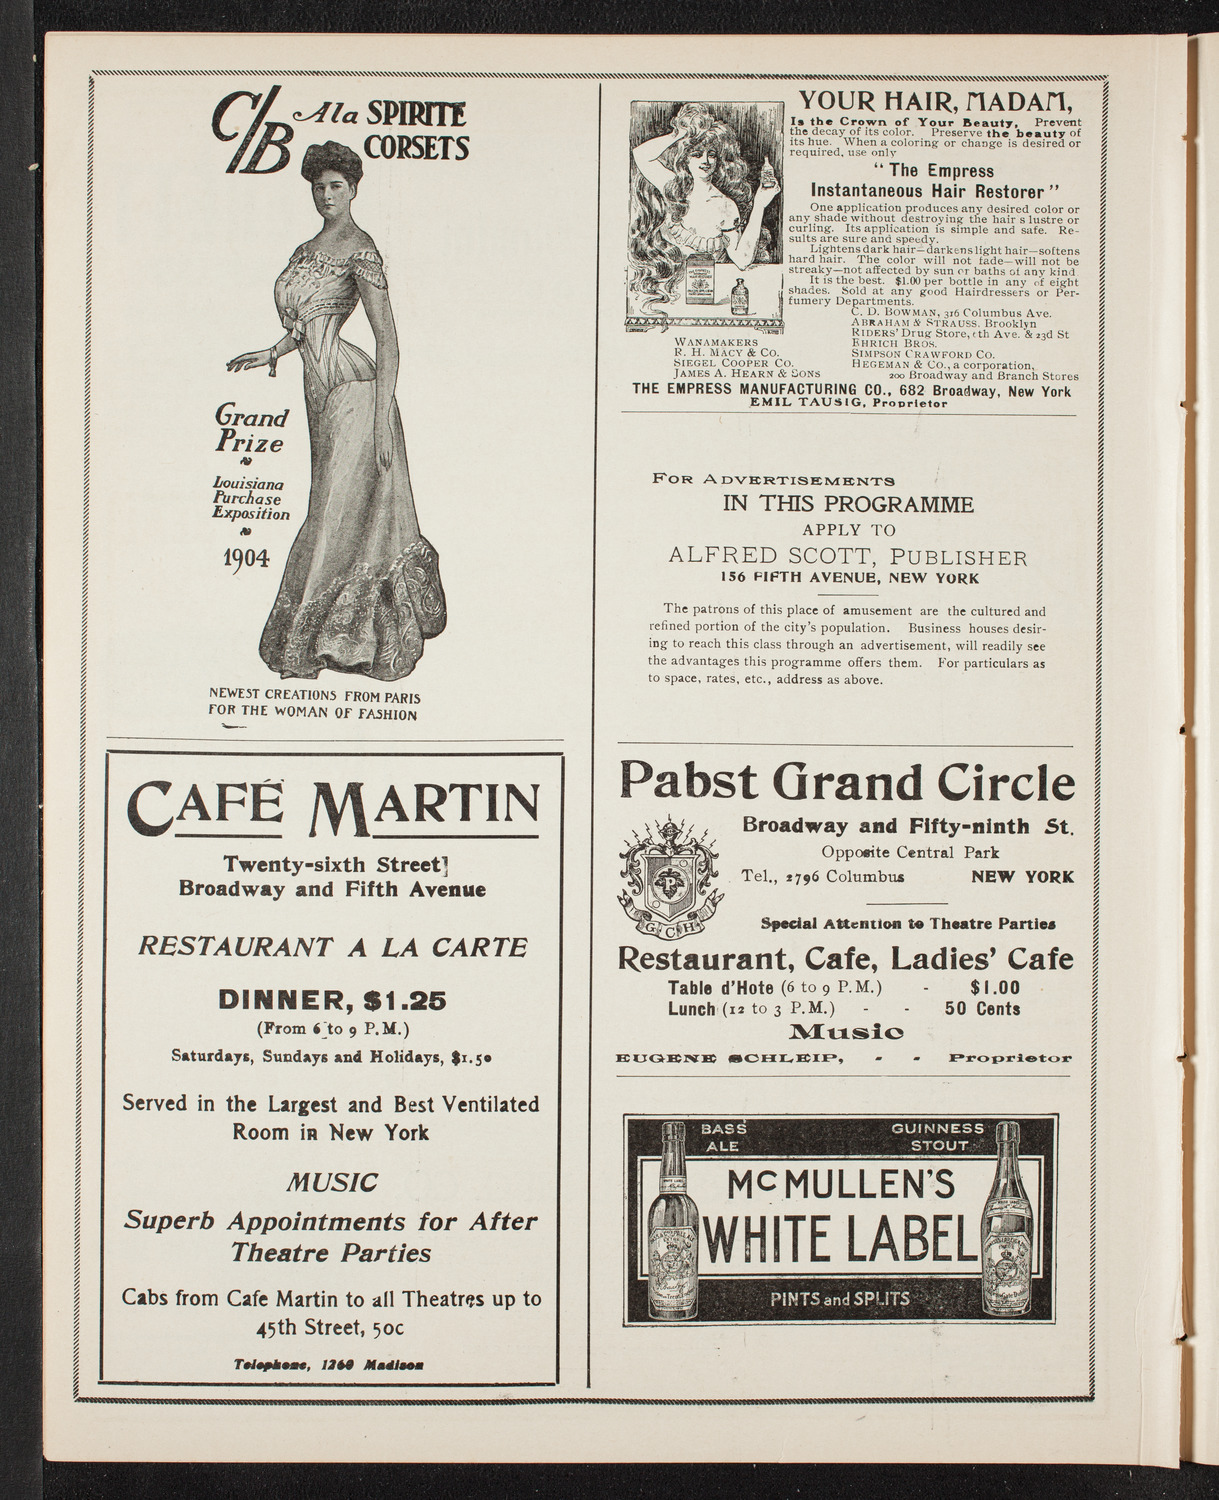 C/B Ala SPIRITE
CORSETS
Grand
Prize
Louisiana
Purchase
Exposition
1904
NEWEST CREATIONS FROM PARIS
FOR THE WOMAN OF FASHION
CAFÉ MARTIN
Twenty-sixth Street
Broadway and Fifth Avenue
RESTAURANT A LA CARTE
DINNER, $1.25
(From 6 to 9 P.M.)
Saturdays, Sundays and Holidays, $1.50
Served in the Largest and Best Ventilated
Room in New York
MUSIC
Superb Appointments for After
Theatre Parties
Cabs from Cafe Martin to all Theatres up to
45th Street, 50c
Telephone, 1260 Madison
YOUR HAIR, MADAM,
Is the Crown of Your Beauty, Prevent
the decay of its color. Preserve the beauty of
its hue. When a coloring or change is desired or
required, use only
"The Empress
Instantaneous Hair Restorer"
One application produces any desired color or
any shade without destroying the hair s lustre or
curling. Its application is simple and safe. Re-
sults are sure and speedy.
Lightens dark hair—darkens light hair—softens
hard hair. The color will not fade—will not be
streaky—not affected by sun or baths of any kind
It is the best. $1.00 per bottle in any of eight
shades. Sold at any good Hairdressers or Per-
fumery Departments.
C. D. BOWMAN, 316 Columbus Ave.
ABRAHAM & STRAUSS. Brooklyn
RIDERS' Drug Store, th Ave. & 23d St
WANAMAKERS EHRICH BROS.
R. H. MACY & CO. SIMPSON CRAWFORD CO.
SIEGEL COOPER CO. HEGEMAN & CO., a corporation,
JAMES A. HEARN & SONS 200 Broadway and Branch Stores
THE EMPRESS MANUFACTURING CO., 682 Broadway, New York
EMIL TAUSIG, Proprietor
FOR ADVERTISEMENTS
IN THIS PROGRAMME
APPLY TO
ALFRED SCOTT, PUBLISHER
156 FIFTH AVENUE, NEW YORK
The patrons of this place of amusement are the cultured and
refined portion of the city's population. Business houses desir-
ing to reach this class through an advertisement, will readily see
the advantages this programme offers them. For particulars as
to space, rates, etc., address as above.
Pabst Grand Circle
Broadway and Fifty-ninth St.
Opposite Central Park
Tel., 2796 Columbus NEW YORK
G C H
Special Attention to Theatre Parties
Restaurant, Cafe, Ladies' Cafe
Table d'Hote (6 to 9 P.M.) - $1.00
Lunch (12 to 3 P.M.) - - 50 Cents
Music
EUGENE SCHLEIP, - - Proprietor
BASS GUINNESS
ALE STOUT
MCMULLEN'S
WHITE LABEL
PINTS and SPLITS